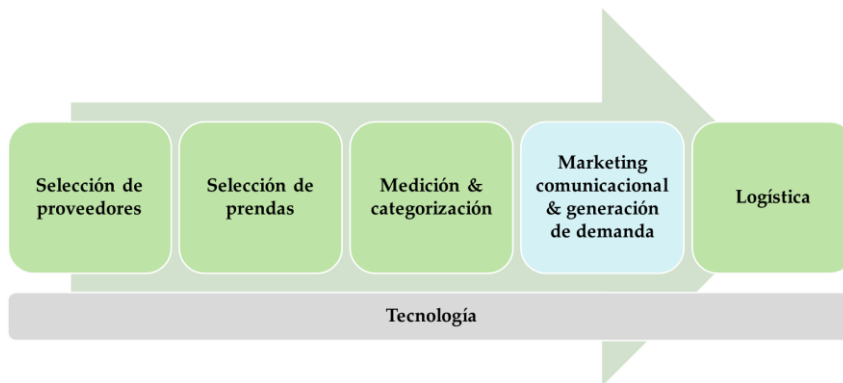 Selección de
proveedores
Selección de
prendas
Medición &
categorización
Marketing
comunicacional
& generación
de demanda
Logística
Tecnología